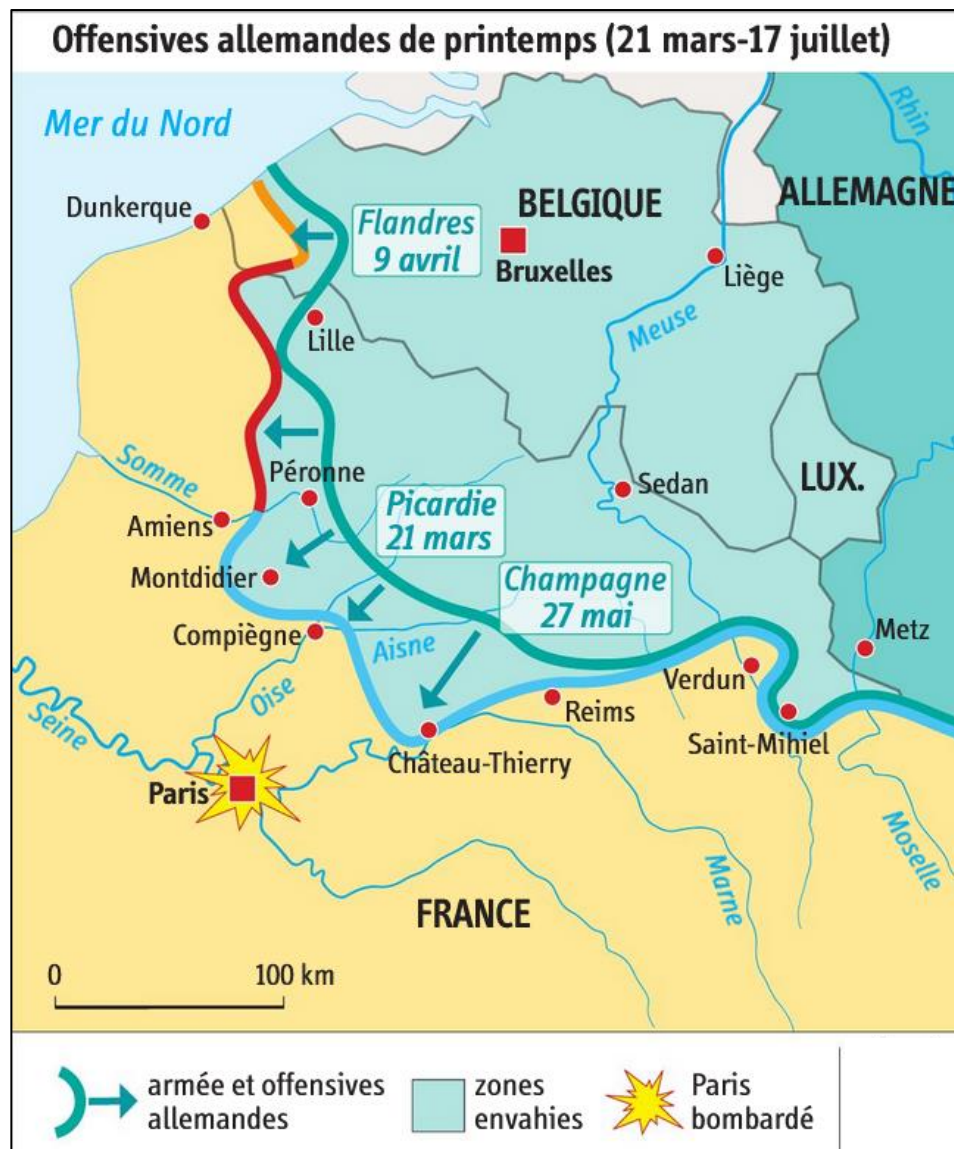 Offensives allemandes de printemps (21 mars-17 juillet)
Mer du Nord
Rhin
Dunkerque
BELGIQUE
ALLEMAGNE
Flandres
9 avril
Bruxelles
Liège
Lille
Meuse
Somme
Péronne
Sedan
LUX.
Amiens
Picardie
21 mars
Montdidier
Champagne
27 mai
Compiègne
Aisne
Metz
Verdun
Oise
Reims
Seine
Saint-Mihiel
Château-Thierry
Paris
Moselle
Marne
FRANCE
0
100 km
armée et offensives
allemandes
zones
envahies
Paris
bombardé